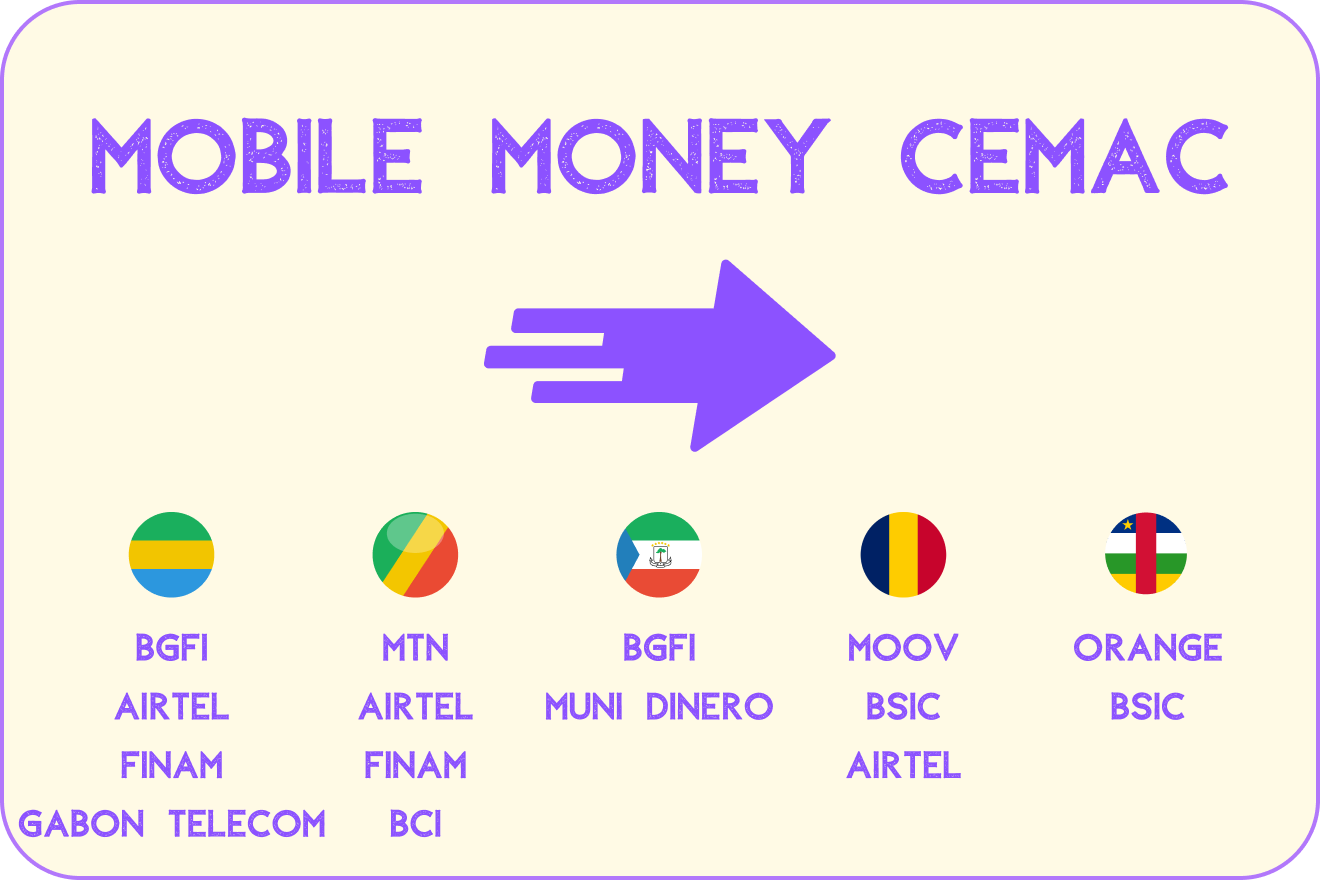 MOBILE MONEY CEMAC
BGFI
AIRTEL
FINAM
GABON TELECOM
MTN
AIRTEL
FINAM
BCI
BGFI
MUNI DINERO
MOOV
BSIC
AIRTEL
ORANGE
BSIC